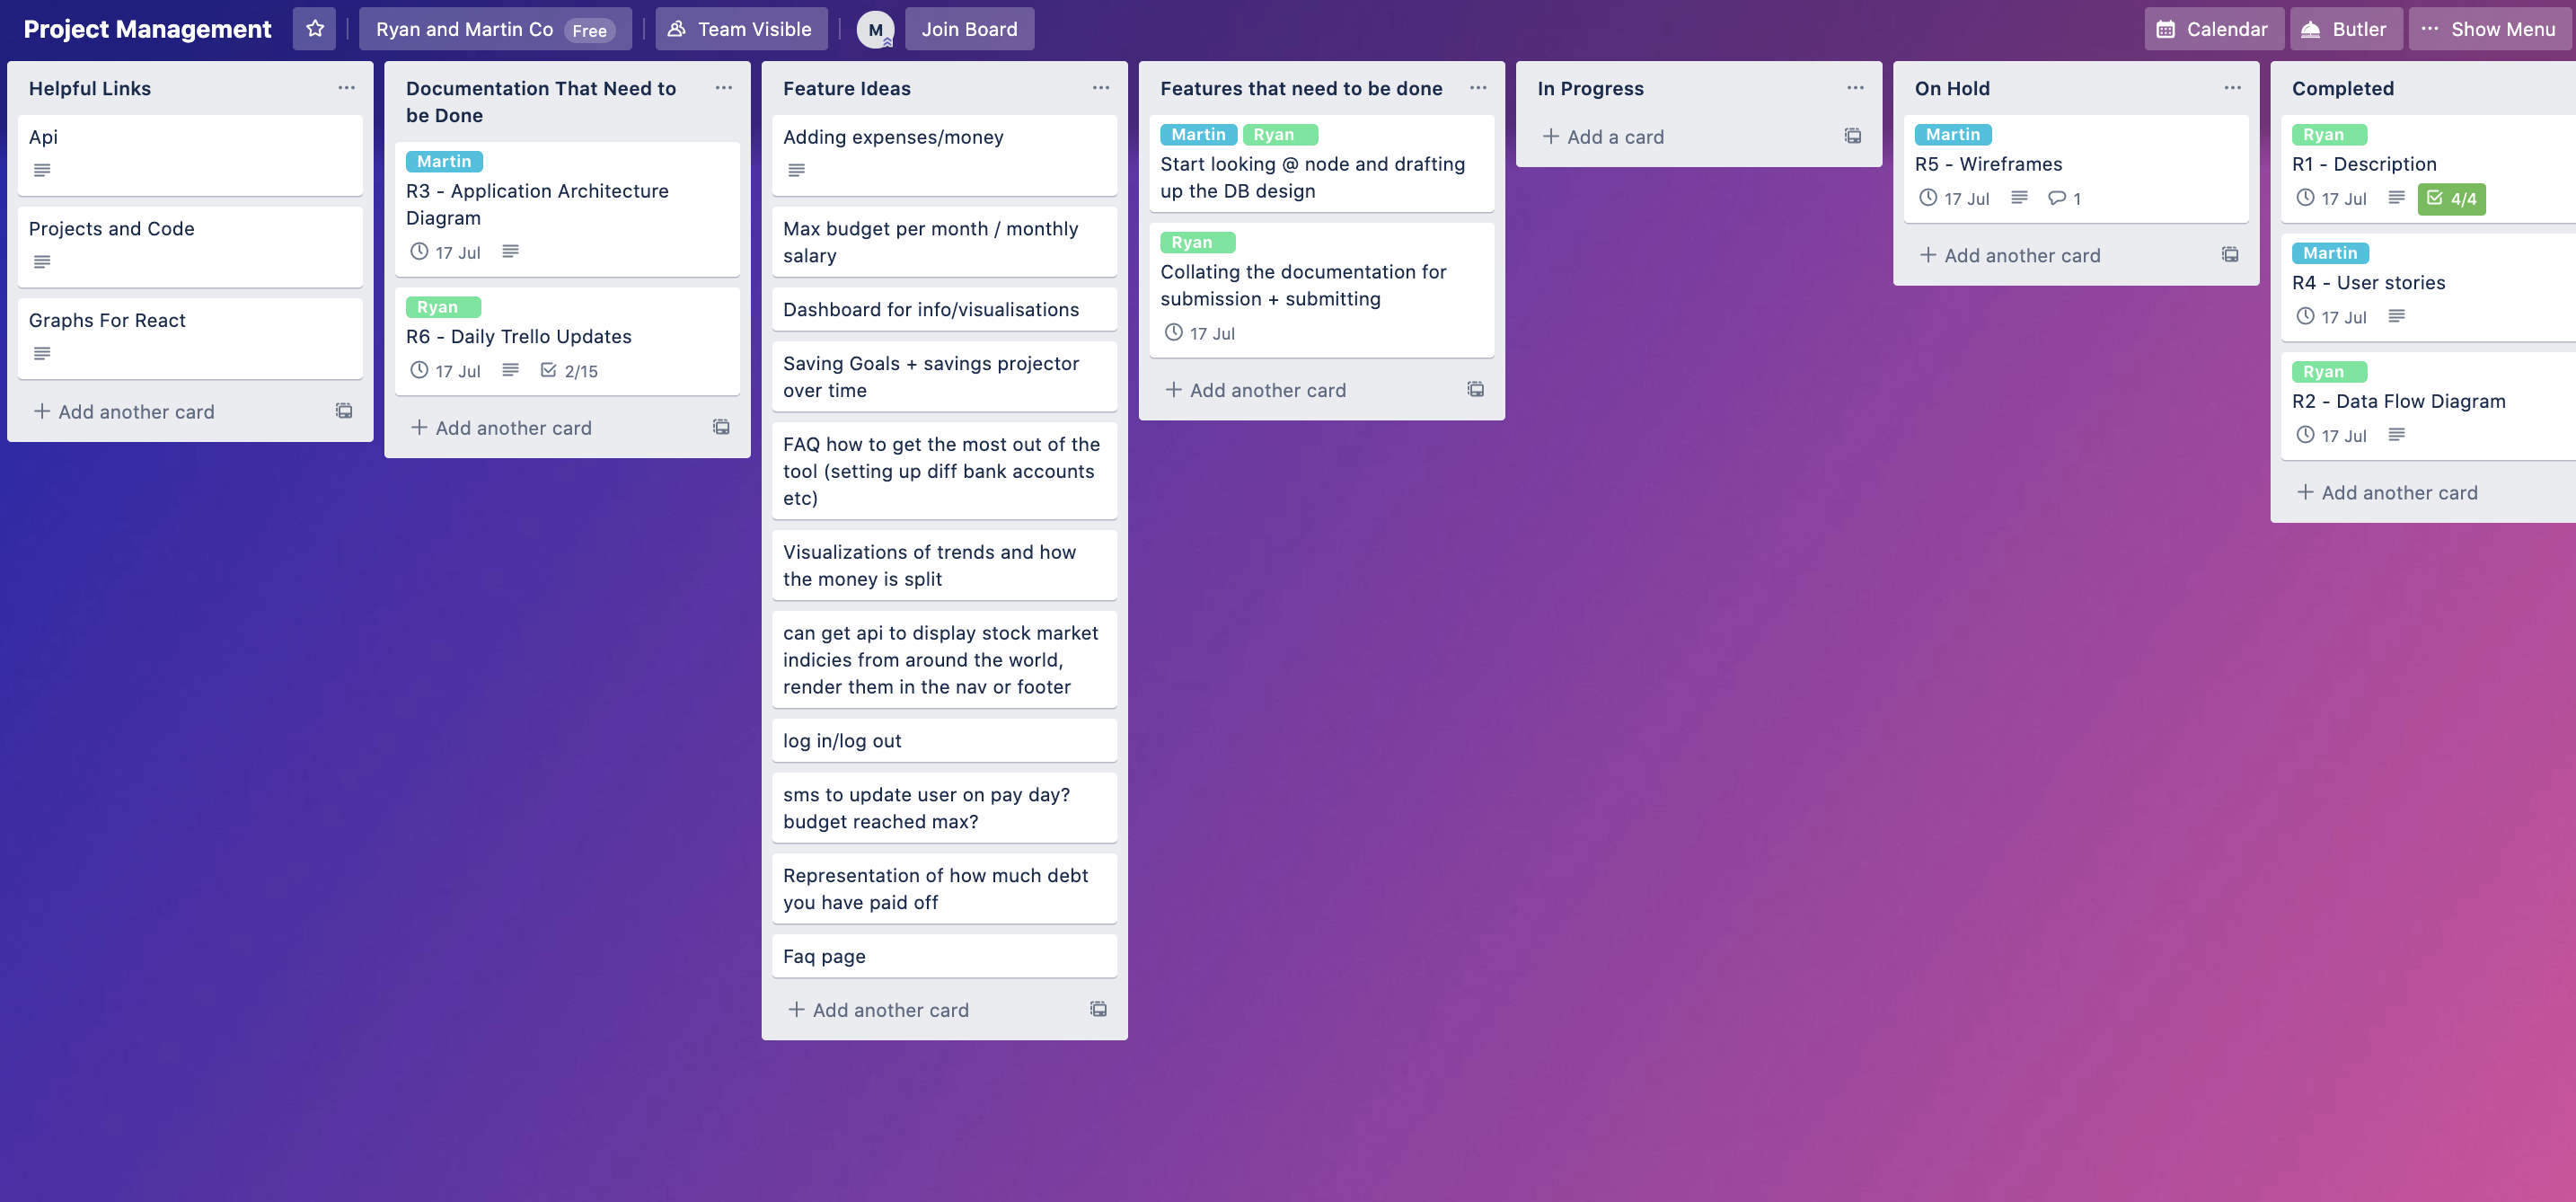 Project Management
Ryan and Martin Co Free
Team Visible
M
Join Board
Calendar
Butler
Show Menu
Helpful Links
Api
Projects and Code
Graphs For React
Add another card
Documentation That Need to
be Done
Martin
R3 - Application Architecture
Diagram
17 Jul
Ryan
R6 - Daily Trello Updates
17 Jul 2/15
Add another card
Feature Ideas
Adding expenses/money
Max budget per month / monthly
salary
Dashboard for info/visualisations
Saving Goals + savings projector
over time
FAQ how to get the most out of the
tool (setting up diff bank accounts
etc)
Visualizations of trends and how
the money is split
can get api to display stock market
indicies from around the world,
render them in the nav or footer
log in/log out
sms to update user on pay day?
budget reached max?
Representation of how much debt
you have paid off
Faq page
Add another card
Features that need to be done
Martin Ryan
Start looking @ node and drafting
up the DB design
Ryan
Collating the documentation for
submission + submitting
17 Jul
Add another card
In Progress
Add a card
On Hold
Martin
R5 - Wireframes
17 Jul 1
Add another card
Completed
Ryan
R1 - Description
17 Jul 4/4
Martin
R4 - User stories
17 Jul
Ryan
R2 - Data Flow Diagram
17 Jul
Add another card